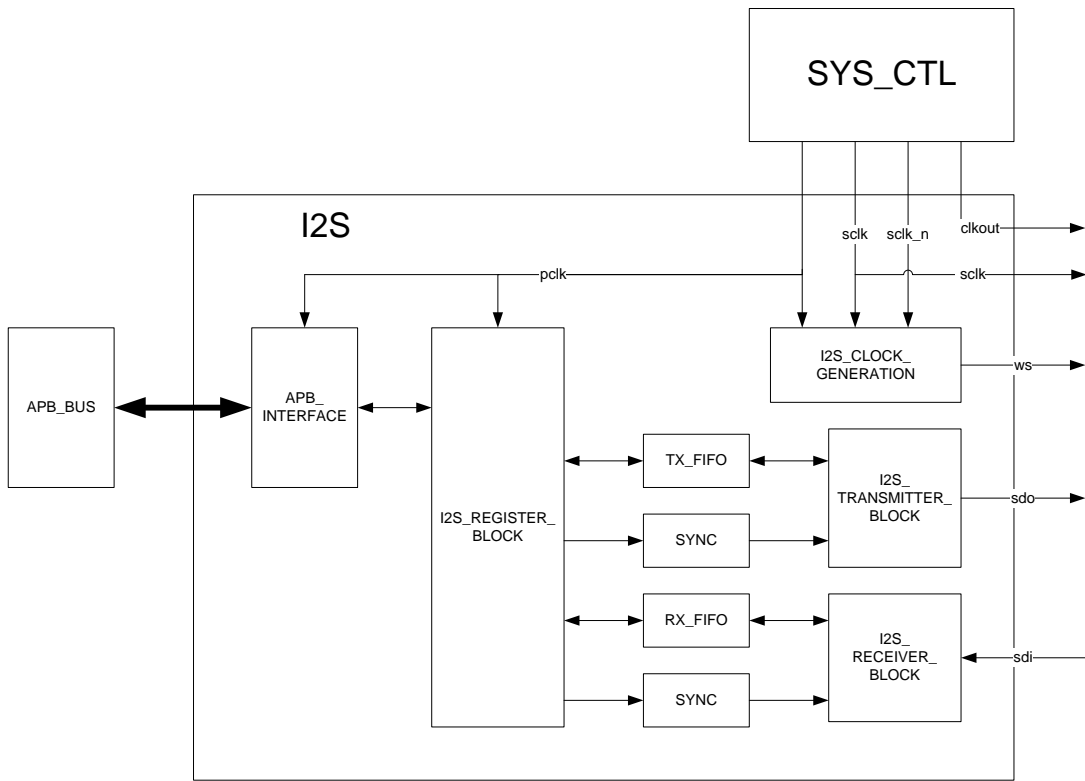 SYS_CTL
I2S
sclk
sclk_n
clkout
pclk
sclk
APB_BUS
APB_
INTERFACE
I2S_REGISTER_
BLOCK
I2S_CLOCK_
GENERATION
ws
TX_FIFO
I2S_
TRANSMITTER_
BLOCK
sdo
SYNC
RX_FIFO
I2S_
RECEIVER_
BLOCK
sdi
SYNC